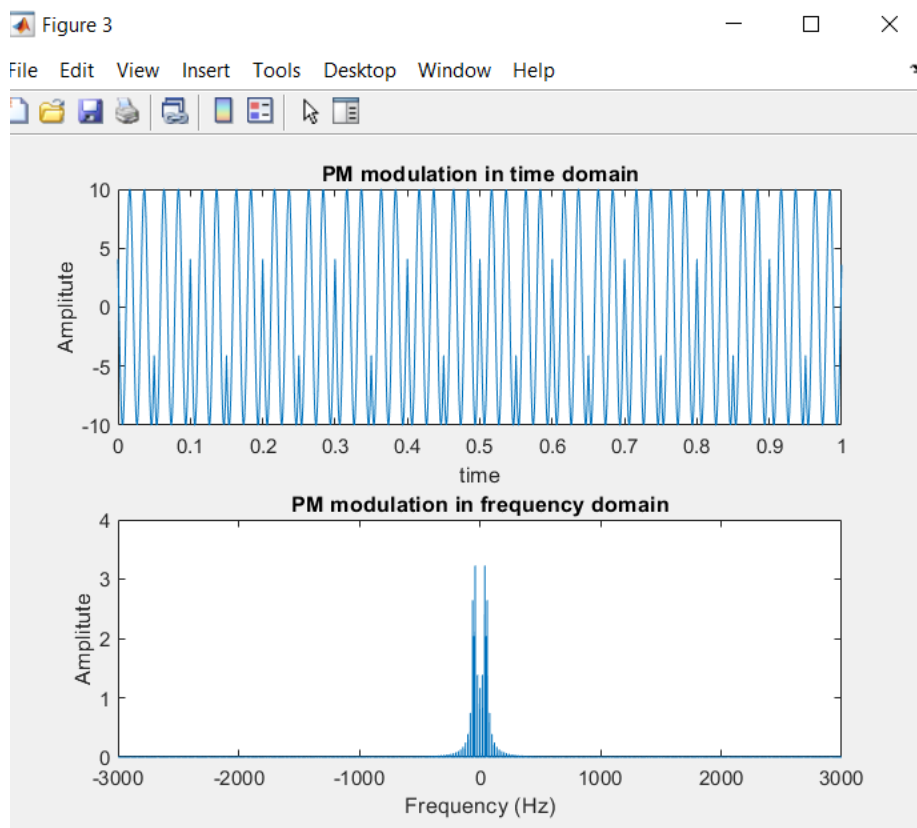 Figure 3
File Edit View Insert Tools Desktop Window Help
PM modulation in time domain
10
5
0
-5
-10
Amplitude
0 0.1 0.2 0.3 0.4 0.5 0.6 0.7 0.8 0.9 1
time
PM modulation in frequency domain
4
3
2
1
0
Amplitude
-3000 -2000 -1000 0 1000 2000 3000
Frequency (Hz)